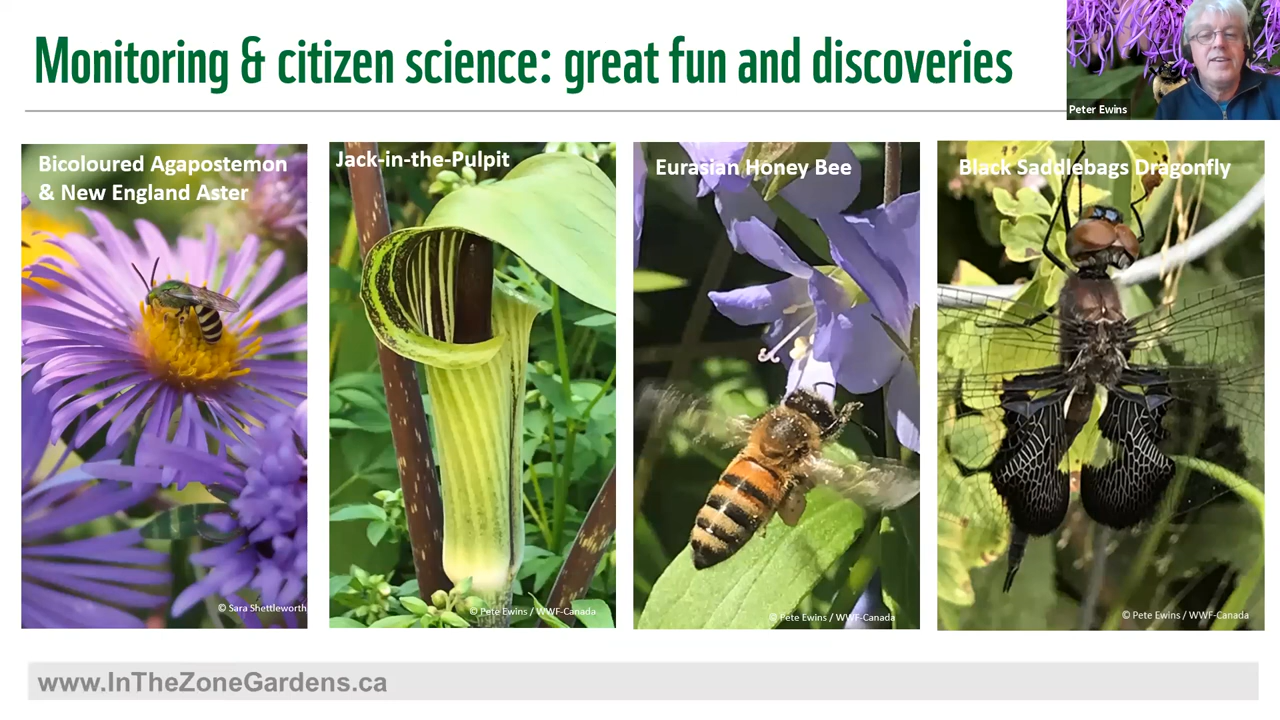 Monitoring & citizen science: great fun and discoveries
Peter Ewins
Bicoloured Agapostemon
& New England Aster
© Sara Shettleworth
Jack-in-the-Pulpit
© Pete Ewins / WWF-Canada
Eurasian Honey Bee
© Pete Ewins / WWF-Canada
Black Saddlebags Dragonfly
© Pete Ewins / WWF-Canada
www.InTheZoneGardens.ca